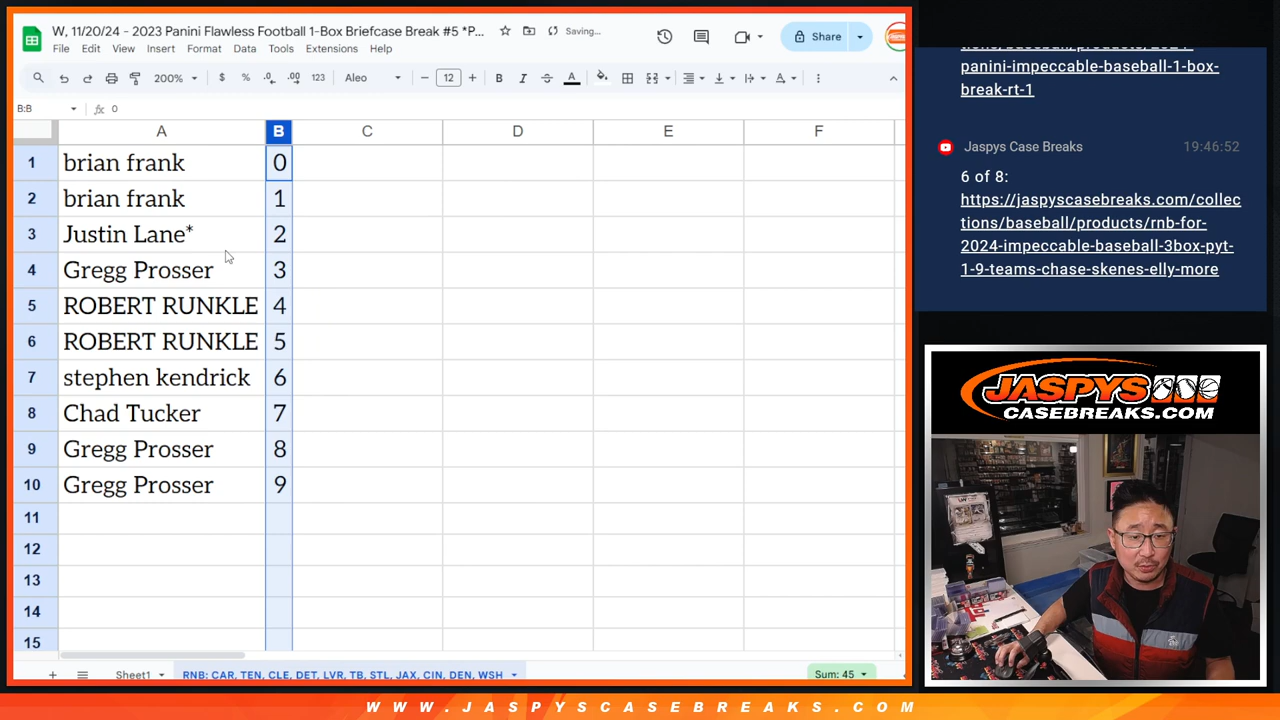 W, 11/20/24 - 2023 Panini Flawless Football 1-Box Briefcase Break #5 *P...
Saving...
Share
File Edit View Insert Format Data Tools Extensions Help
200% $ % .0 .00 123 Aleo 12 B I A
B:B fx 0
A B C D E F
1 brian frank 0
2 brian frank 1
3 Justin Lane* 2
4 Gregg Prosser 3
5 ROBERT RUNKLE 4
6 ROBERT RUNKLE 5
7 stephen kendrick 6
8 Chad Tucker 7
9 Gregg Prosser 8
10 Gregg Prosser 9
11
12
13
14
15
Sheet1 RNB: CAR, TEN, CLE, DET, LVR, TB, STL, JAX, CIN, DEN, WSH Sum: 45
panini-impeccable-baseball-1-box-
break-rt-1
Jaspys Case Breaks 19:46:52
6 of 8:
https://jaspyscasebreaks.com/collec
tions/baseball/products/rnb-for-
2024-impeccable-baseball-3box-pyt-
1-9-teams-chase-skenes-elly-more
JASPYS
CASEBREAKS.COM
WWW.JASPYSCASEBREAKS.COM